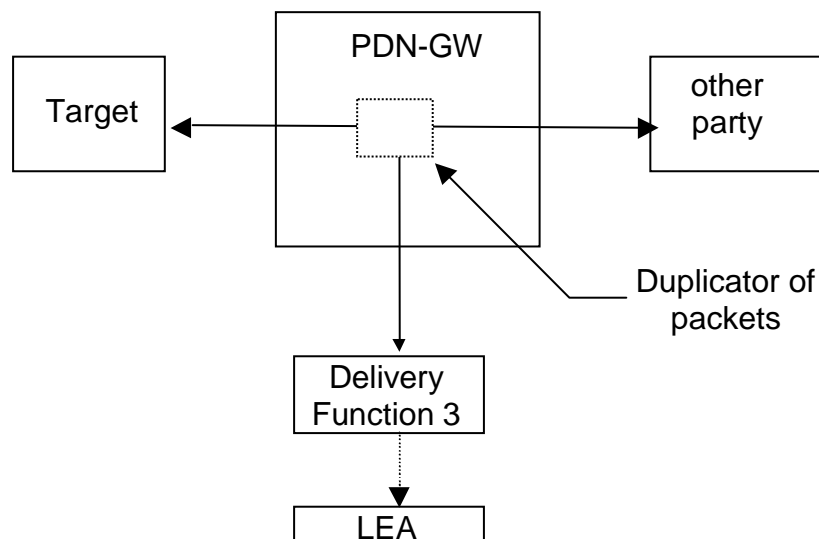 PDN-GW
Target
other
party
Duplicator of
packets
Delivery
Function 3
LEA